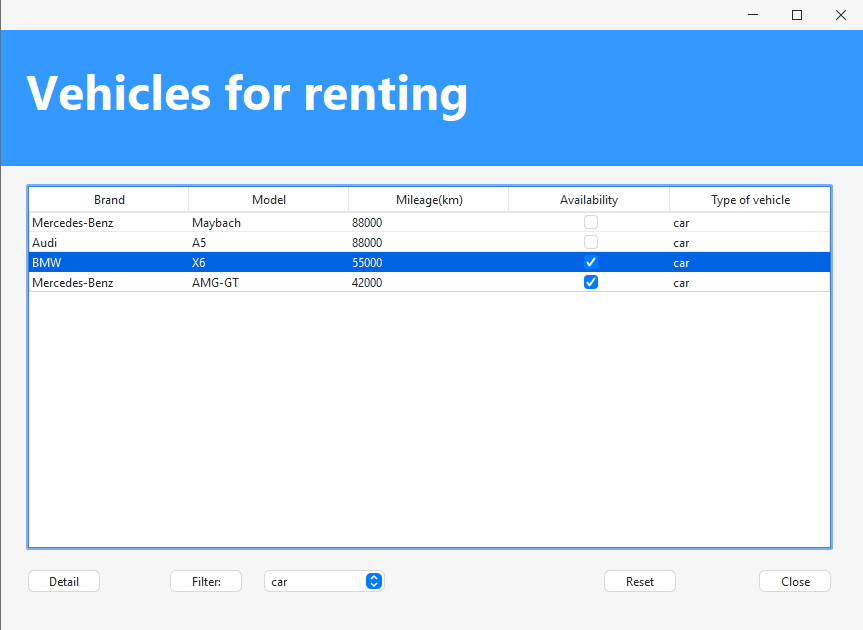 Vehicles for renting
Brand Model Mileage(km) Availability Type of vehicle
Mercedes-Benz Maybach 88000 car
Audi A5 88000 car
BMW X6 55000 car
Mercedes-Benz AMG-GT 42000 car
Detail Filter: car Reset Close